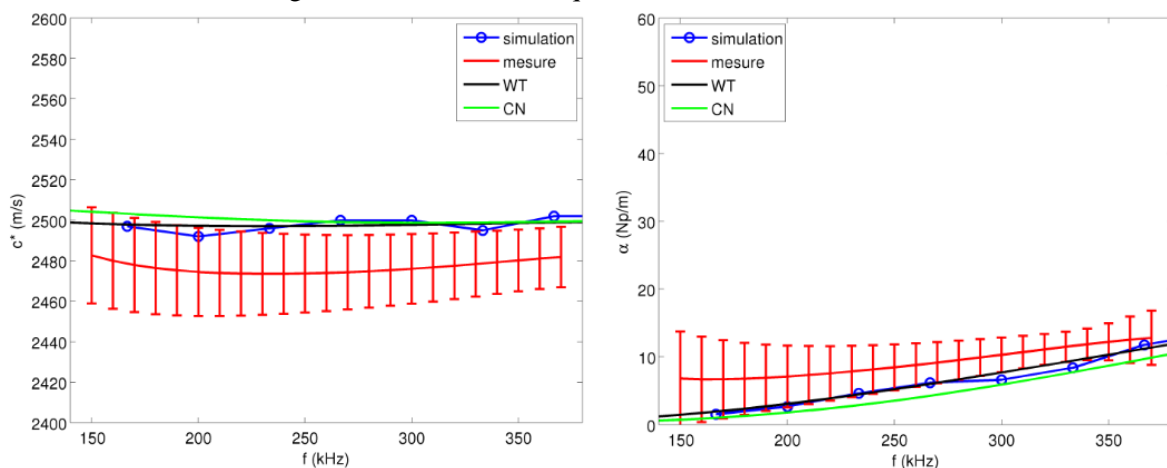 2600
2580
2560
2540
2520
2500
2480
2460
2440
2420
2400
c* (m/s)
150
200
250
300
350
f (kHz)
simulation
mesure
WT
CN
60
50
40
30
20
10
0
α (Np/m)
150
200
250
300
350
f (kHz)
simulation
mesure
WT
CN